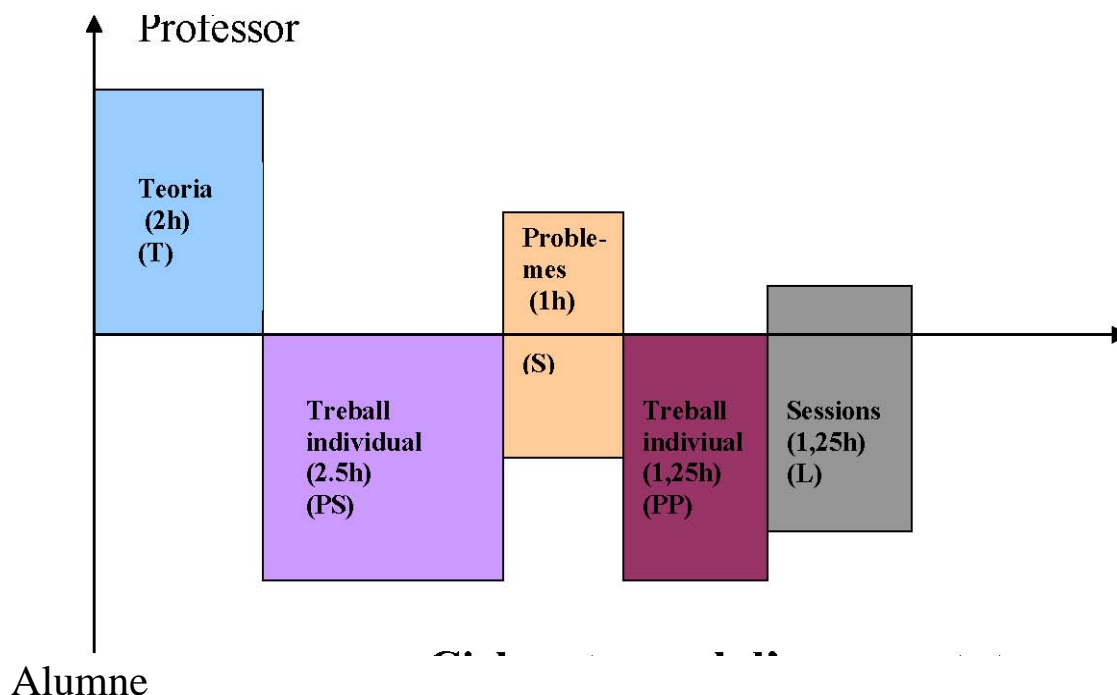 Professor
Teoria
(2h)
(T)
Proble-
mes
(1h)
(S)
Treball
individual
(2.5h)
(PS)
Treball
indiviual
(1,25h)
(PP)
Sessions
(1,25h)
(L)
Alumne